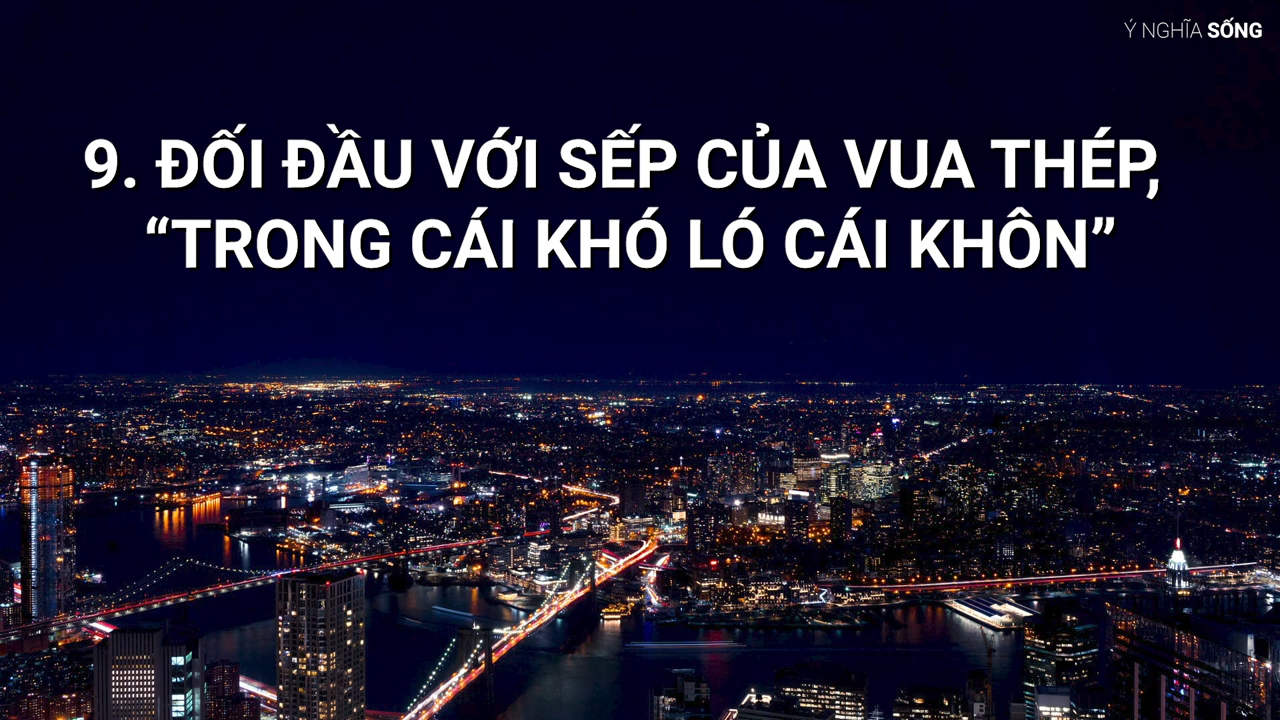 Ý NGHĨA SỐNG
9. ĐỐI ĐẦU VỚI SẾP CỦA VUA THÉP,
“TRONG CÁI KHÓ LÓ CÁI KHÔN”